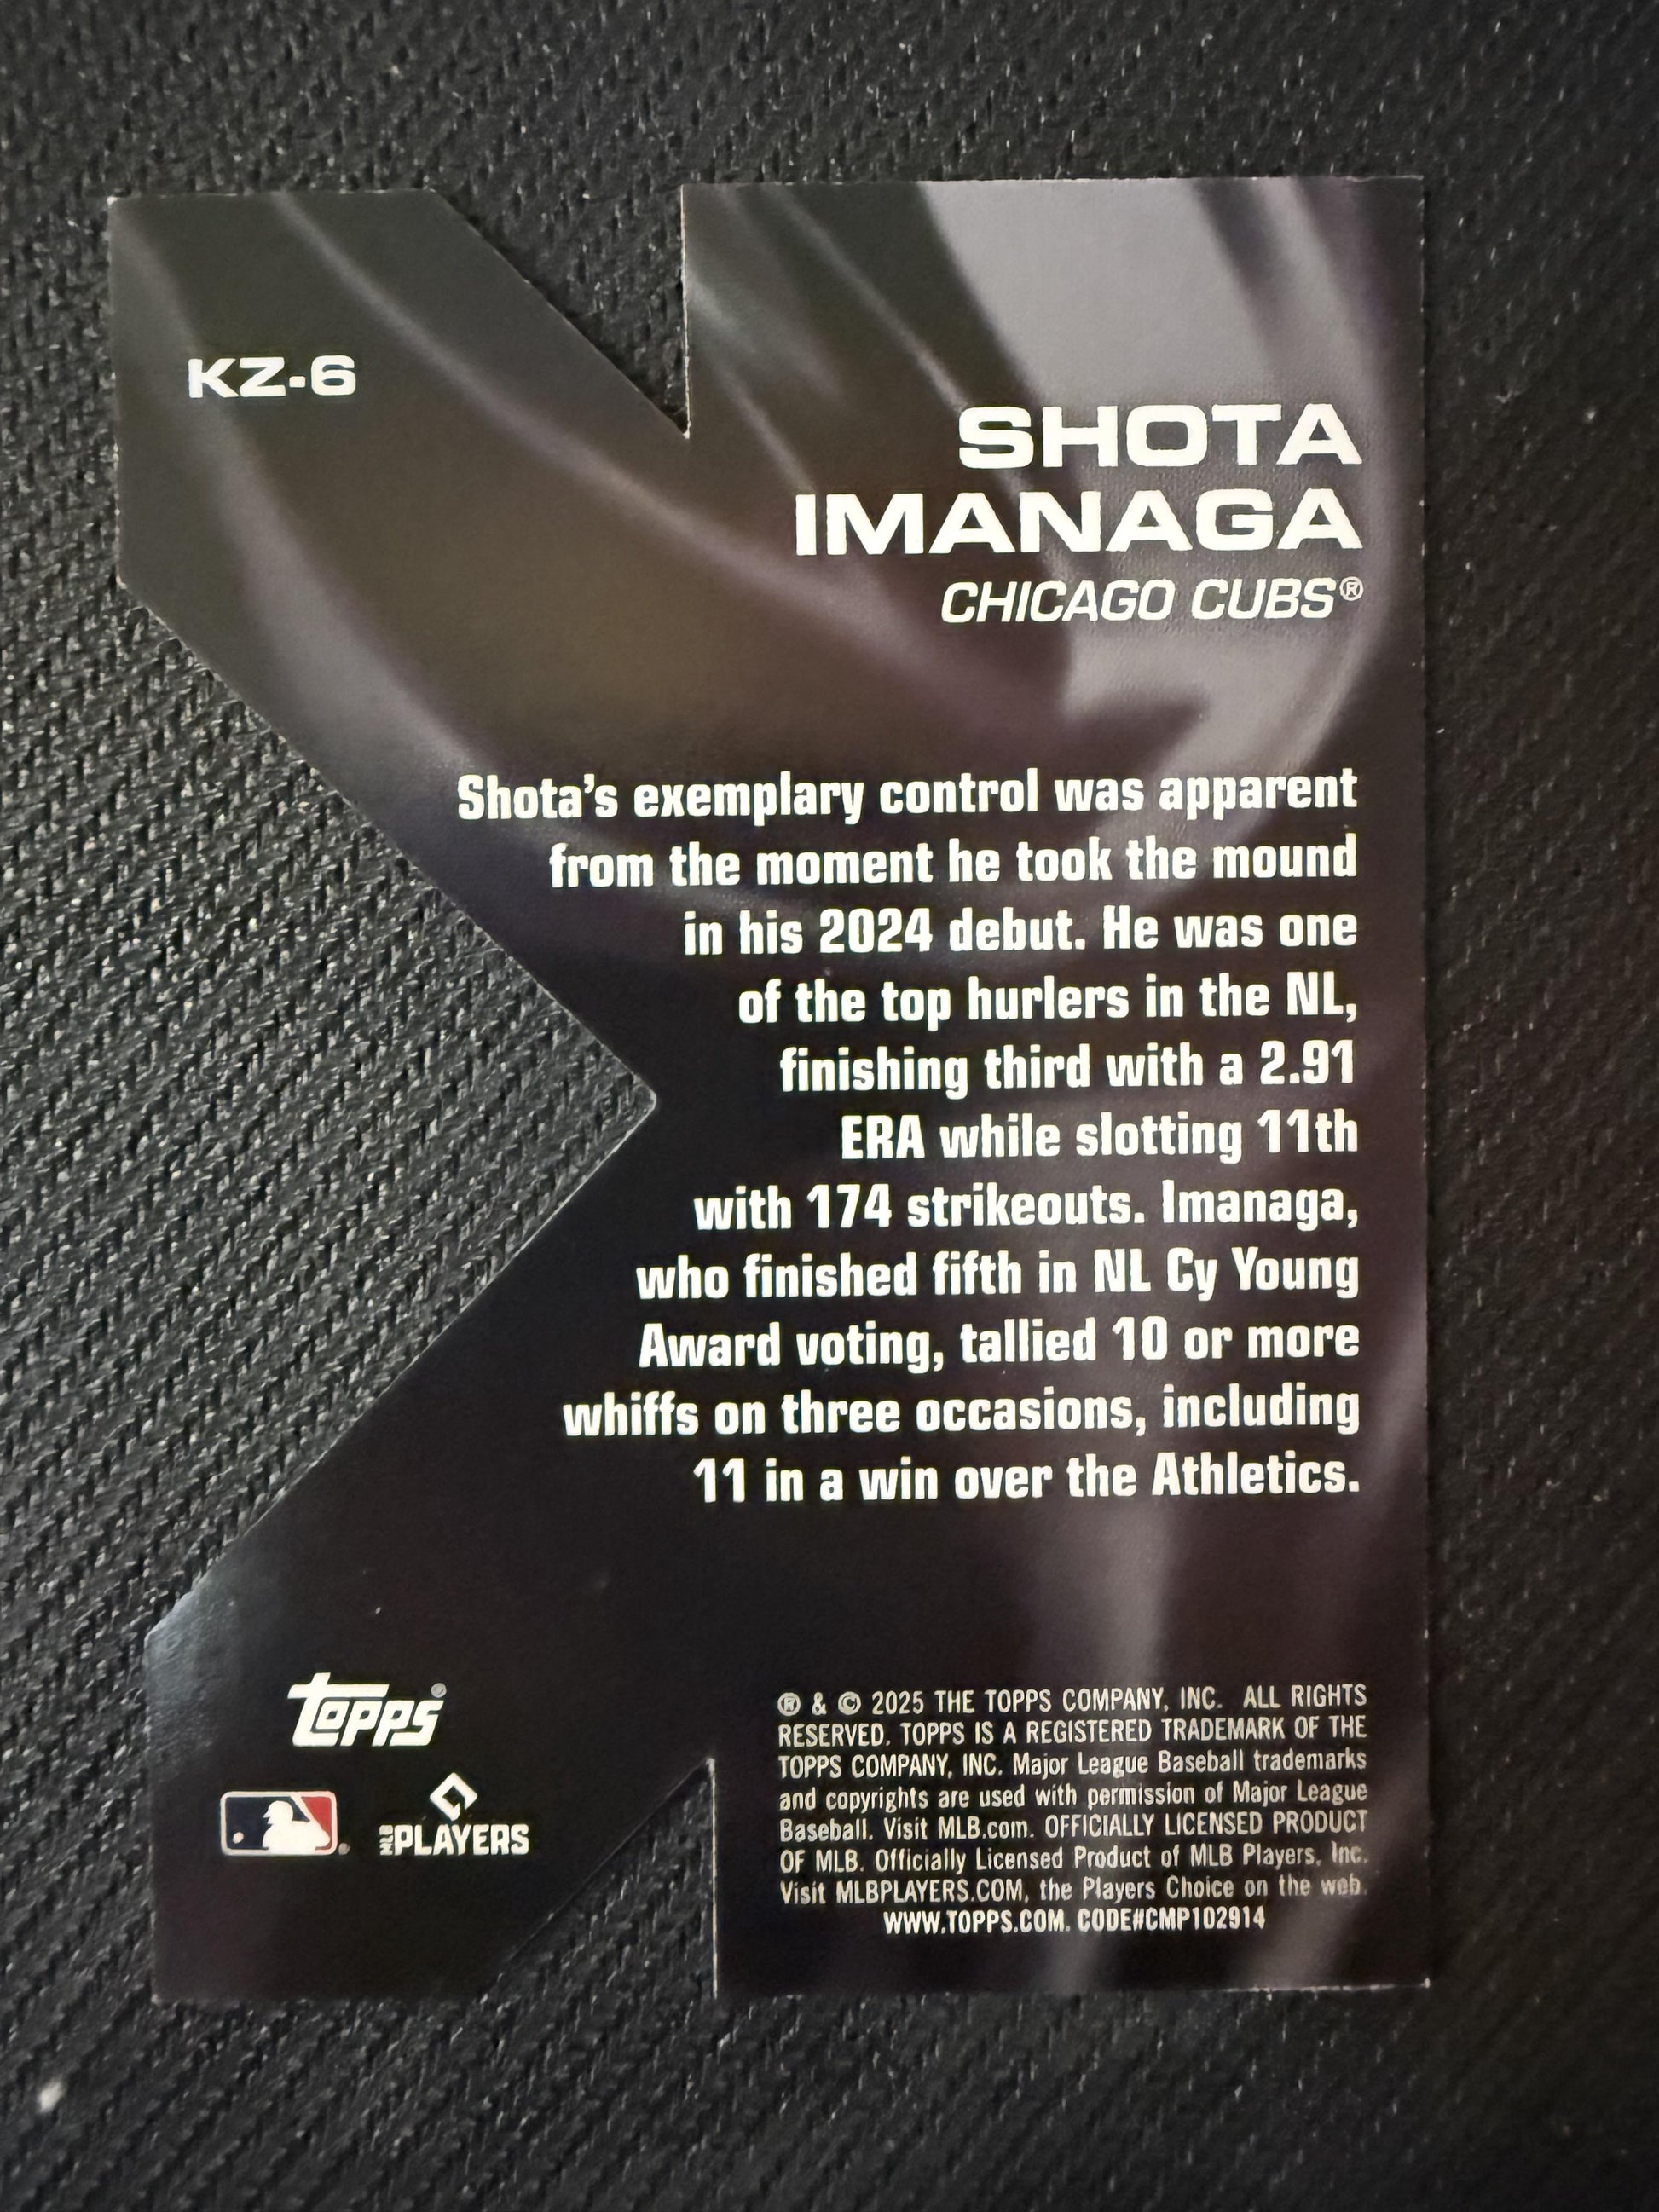 KZ-6
SHOTA
IMANAGA
CHICAGO CUBS®
Shota's exemplary control was apparent
from the moment he took the mound
in his 2024 debut. He was one
of the top hurlers in the NL,
finishing third with a 2.91
ERA while slotting 11th
with 174 strikeouts. Imanaga,
who finished fifth in NL Cy Young
Award voting, tallied 10 or more
whiffs on three occasions, including
11 in a win over the Athletics.
topps®
MLB PLAYERS
® & © 2025 THE TOPPS COMPANY, INC. ALL RIGHTS
RESERVED. TOPPS IS A REGISTERED TRADEMARK OF THE
TOPPS COMPANY, INC. Major League Baseball trademarks
and copyrights are used with permission of Major League
Baseball. Visit MLB.com. OFFICIALLY LICENSED PRODUCT
OF MLB. Officially Licensed Product of MLB Players, Inc.
Visit MLBPLAYERS.COM, the Players Choice on the web.
WWW.TOPPS.COM. CODE#CMP102914